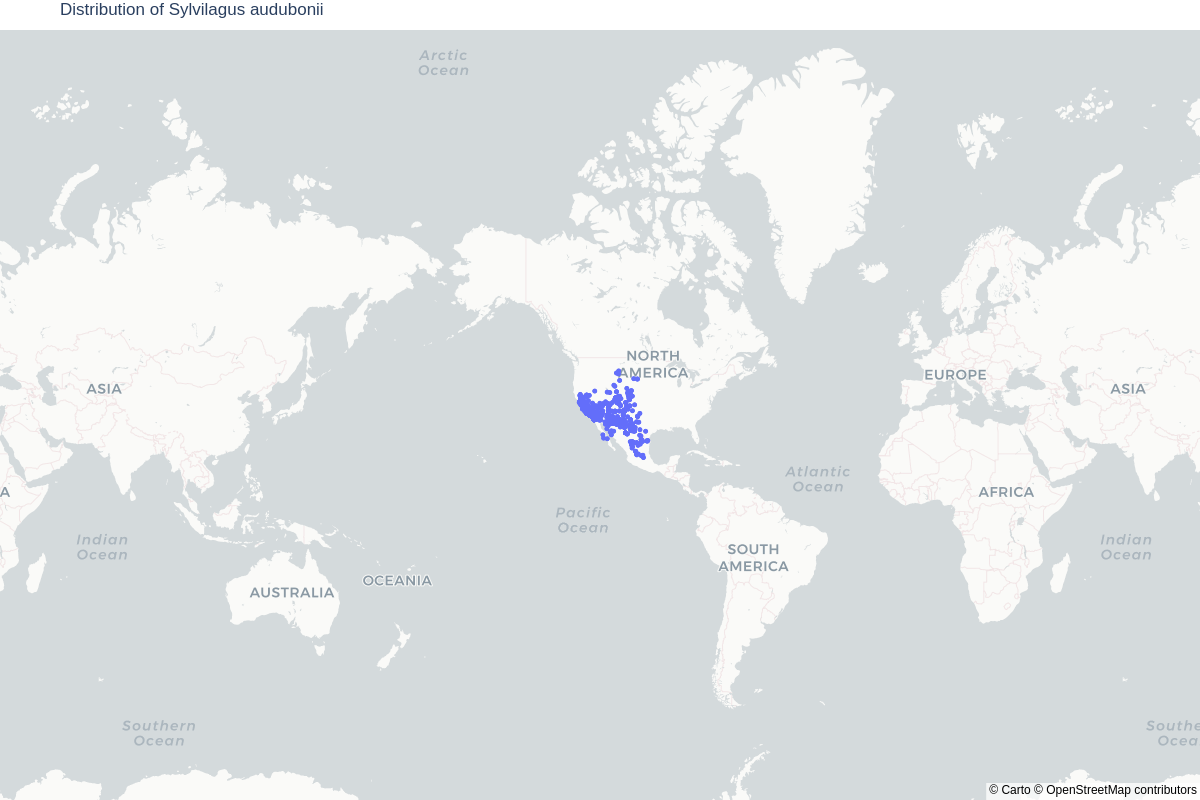 Distribution of Sylvilagus audubonii
Arctic
Ocean
NORTH
AMERICA
ASIA
EUROPE
ASIA
Atlantic
Ocean
A
AFRICA
Pacific
Ocean
Indian
Ocean
Indian
Ocean
SOUTH
AMERICA
OCEANIA
AUSTRALIA
Southern
Ocean
Southe
Ocea
© Carto © OpenStreetMap contributors